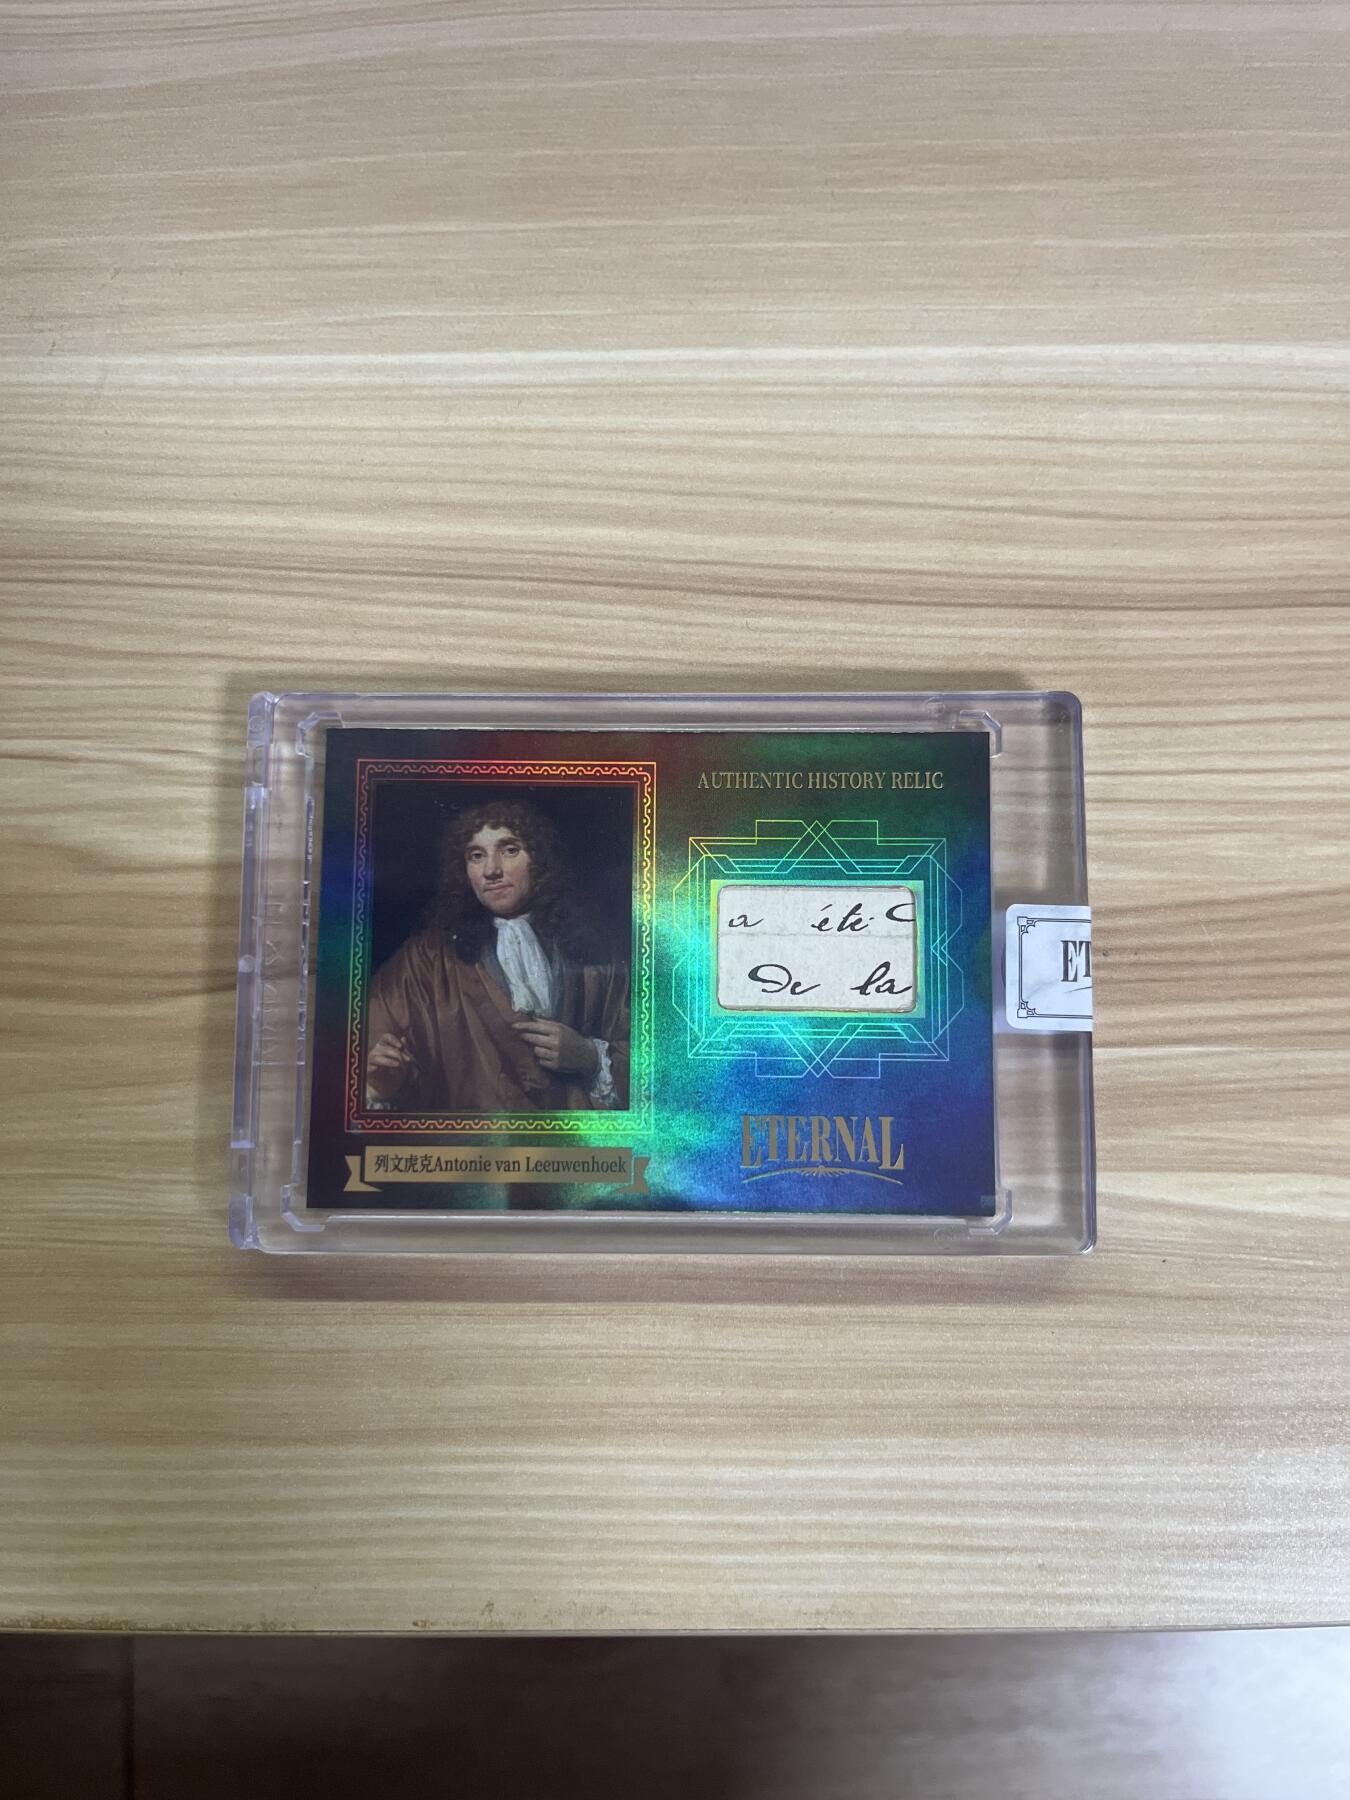 AUTHENTIC HISTORY RELIC
a été
De la
ETERNAL
列文虎克Antonie van Leeuwenhoek
ET